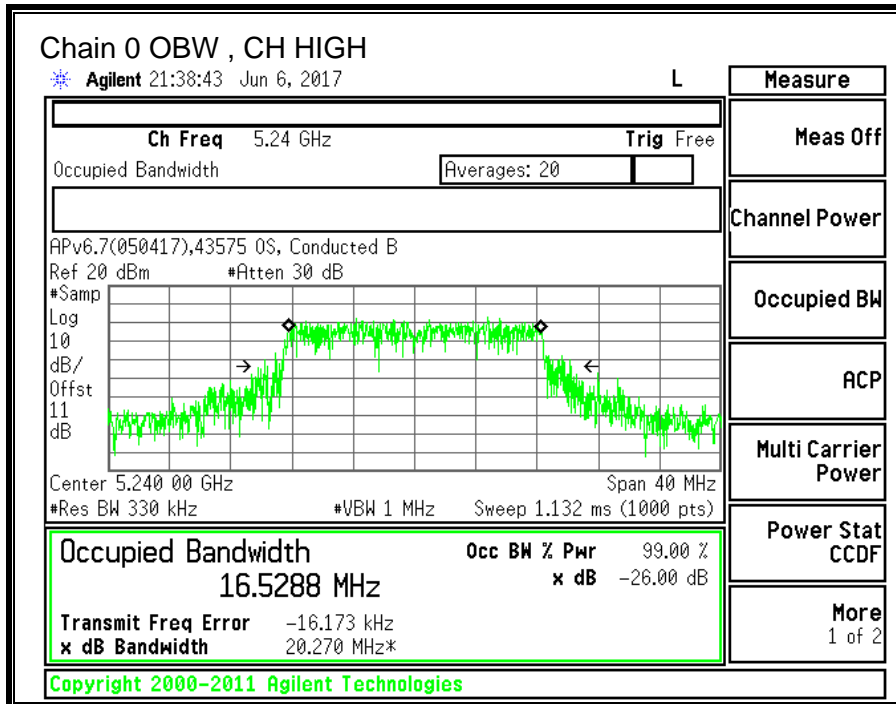 Chain 0 OBW , CH HIGH
Agilent 21:38:43 Jun 6, 2017 L
Measure
Ch Freq 5.24 GHz Trig Free
Meas Off
Occupied Bandwidth Averages: 20
Channel Power
APv6.7(050417),43575 OS, Conducted B
Ref 20 dBm #Atten 30 dB
#Samp
Log
10
dB/
Offst
11
dB
Occupied BW
ACP
Center 5.240 00 GHz Span 40 MHz
#Res BW 330 kHz #VBW 1 MHz Sweep 1.132 ms (1000 pts)
Multi Carrier
Power
Occupied Bandwidth Occ BW % Pwr 99.00 %
16.5288 MHz x dB -26.00 dB
Transmit Freq Error -16.173 kHz
x dB Bandwidth 20.270 MHz*
Power Stat
CCDF
More
1 of 2
Copyright 2000-2011 Agilent Technologies